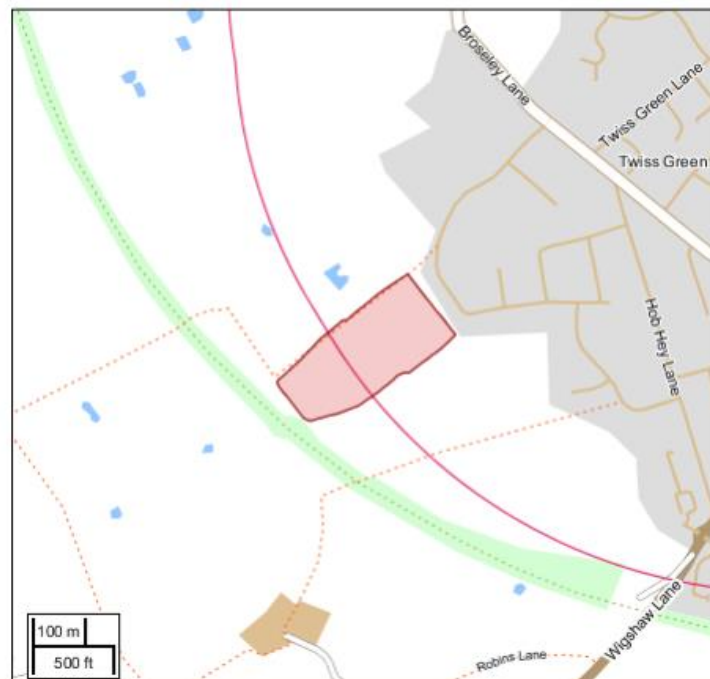 Broseley Lane
Twiss Green Lane
Twiss Green
Hob Hey Lane
Wigshaw Lane
Robins Lane
100 m
500 ft